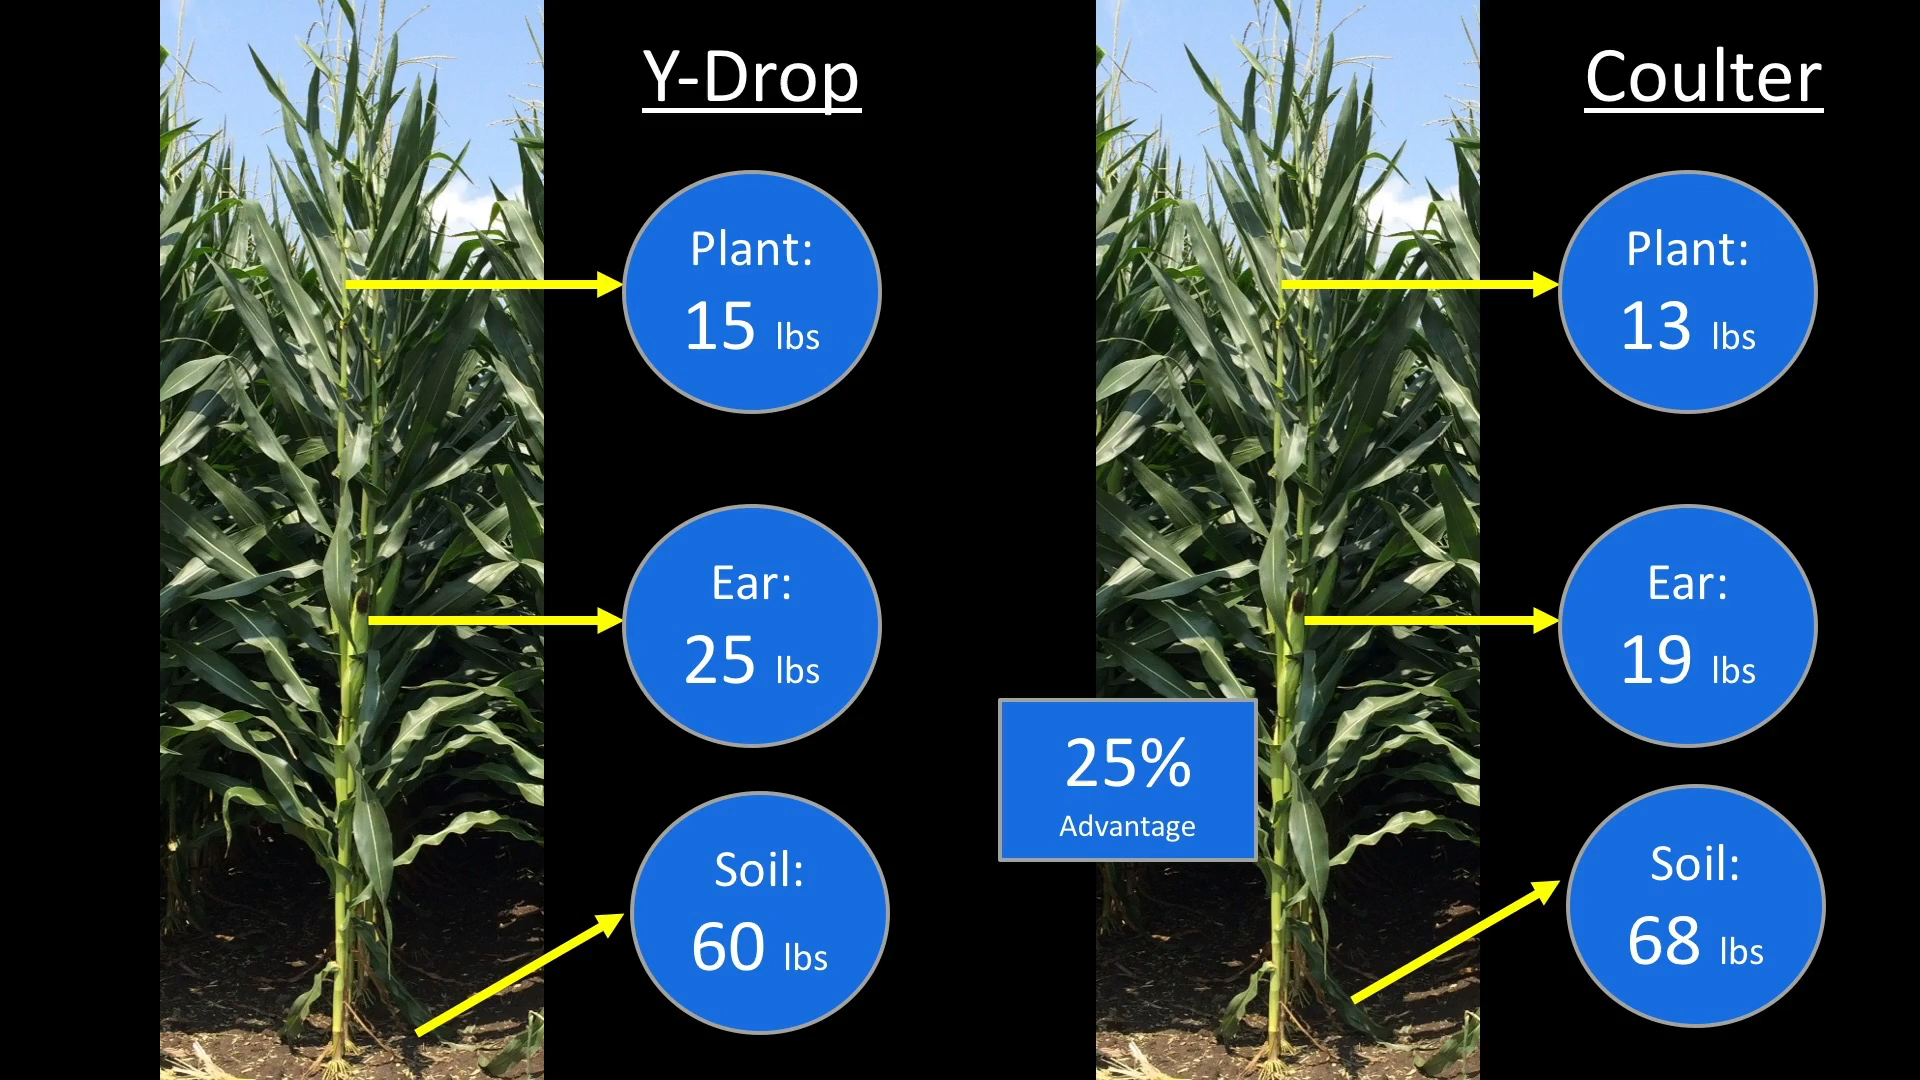 Y-Drop
Plant:
15 lbs
Ear:
25 lbs
Soil:
60 lbs
25%
Advantage
Coulter
Plant:
13 lbs
Ear:
19 lbs
Soil:
68 lbs